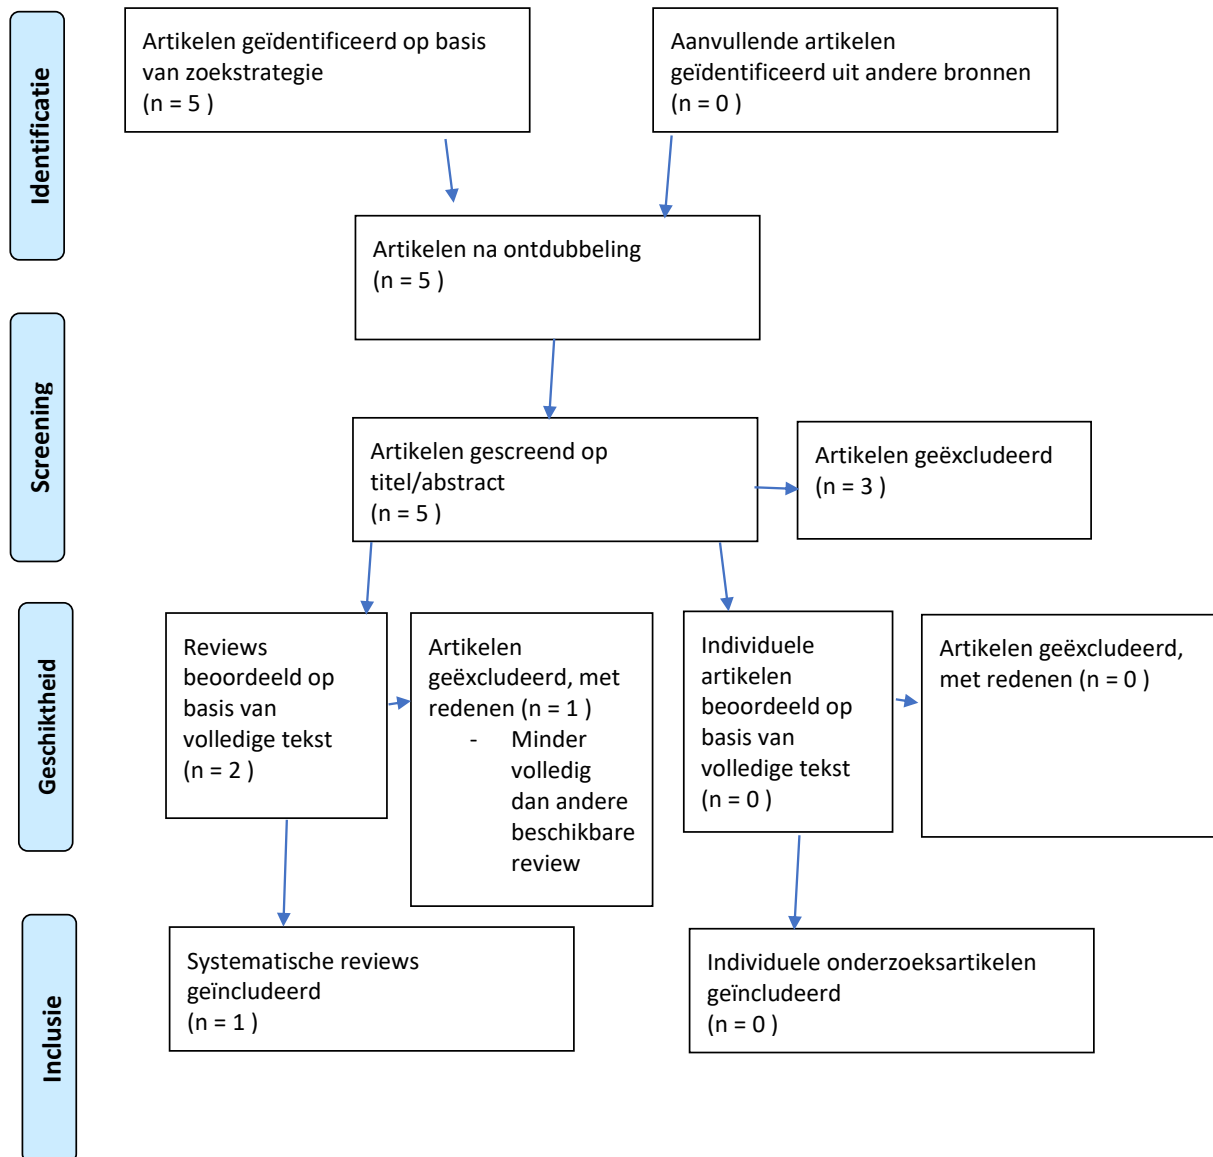 Identificatie
Artikelen geïdentificeerd op basis
van zoekstrategie
(n = 5 )
Aanvullende artikelen
geïdentificeerd uit andere bronnen
(n = 0 )
Artikelen na ontdubbeling
(n = 5 )
Screening
Artikelen gescreend op
titel/abstract
(n = 5 )
Artikelen geëxcludeerd
(n = 3 )
Geschiktheid
Reviews
beoordeeld op
basis van
volledige tekst
(n = 2 )
Artikelen
geëxcludeerd, met
redenen (n = 1 )
- Minder
volledig
dan andere
beschikbare
review
Individuele
artikelen
beoordeeld op
basis van
volledige tekst
(n = 0 )
Artikelen geëxcludeerd,
met redenen (n = 0 )
Inclusie
Systematische reviews
geïncludeerd
(n = 1 )
Individuele onderzoeksartikelen
geïncludeerd
(n = 0 )